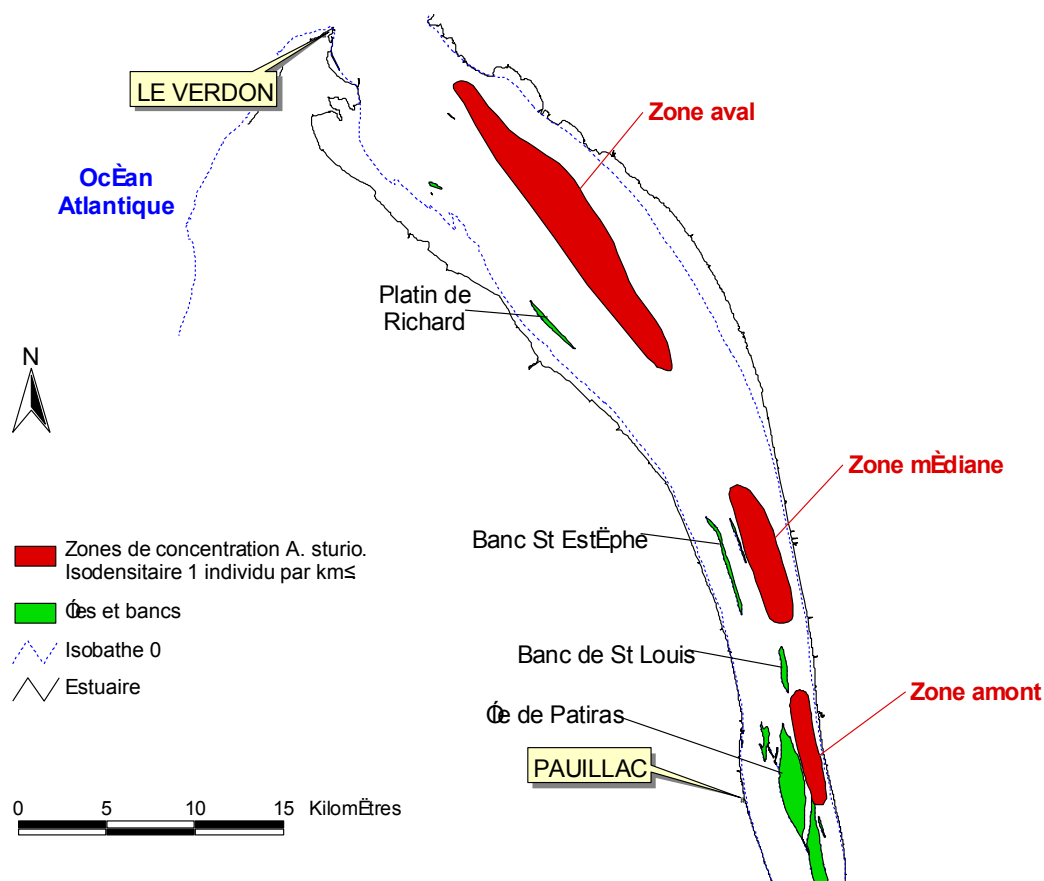 LE VERDON
Zone aval
OcÈan
Atlantique
Platin de
Richard
N
Zone mÈdiane
Banc St EstËphe
Zones de concentration A. sturio.
Isodensitaire 1 individu par km≤
Óes et bancs
Isobathe 0
Banc de St Louis
Estuaire
Zone amont
Óe de Patiras
PAUILLAC
0 5 10 15 KilomËtres